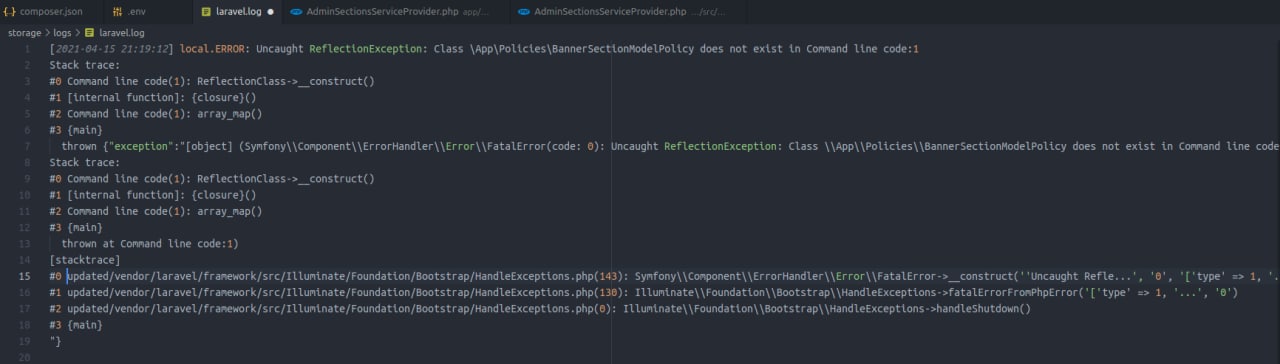 composer.json .env laravel.log AdminSectionsServiceProvider.php app/... AdminSectionsServiceProvider.php .../src/...
storage > logs > laravel.log
1 [2021-04-15 21:19:12] local.ERROR: Uncaught ReflectionException: Class \App\Policies\BannerSectionModelPolicy does not exist in Command line code:1
2 Stack trace:
3 #0 Command line code(1): ReflectionClass->__construct()
4 #1 [internal function]: {closure}()
5 #2 Command line code(1): array_map()
6 #3 {main}
7 thrown {"exception":"[object] (Symfony\\Component\\ErrorHandler\\Error\\FatalError(code: 0): Uncaught ReflectionException: Class \\App\\Policies\\BannerSectionModelPolicy does not exist in Command line code
8 Stack trace:
9 #0 Command line code(1): ReflectionClass->__construct()
10 #1 [internal function]: {closure}()
11 #2 Command line code(1): array_map()
12 #3 {main}
13 thrown at Command line code:1)
14 [stacktrace]
15 #0 updated/vendor/laravel/framework/src/Illuminate/Foundation/Bootstrap/HandleExceptions.php(143): Symfony\\Component\\ErrorHandler\\Error\\FatalError->__construct(''Uncaught Refle...', '0', '['type' => 1, '.
16 #1 updated/vendor/laravel/framework/src/Illuminate/Foundation/Bootstrap/HandleExceptions.php(130): Illuminate\\Foundation\\Bootstrap\\HandleExceptions->fatalErrorFromPhpError('['type' => 1, '...', '0')
17 #2 updated/vendor/laravel/framework/src/Illuminate/Foundation/Bootstrap/HandleExceptions.php(0): Illuminate\\Foundation\\Bootstrap\\HandleExceptions->handleShutdown()
18 #3 {main}
19 "}
20